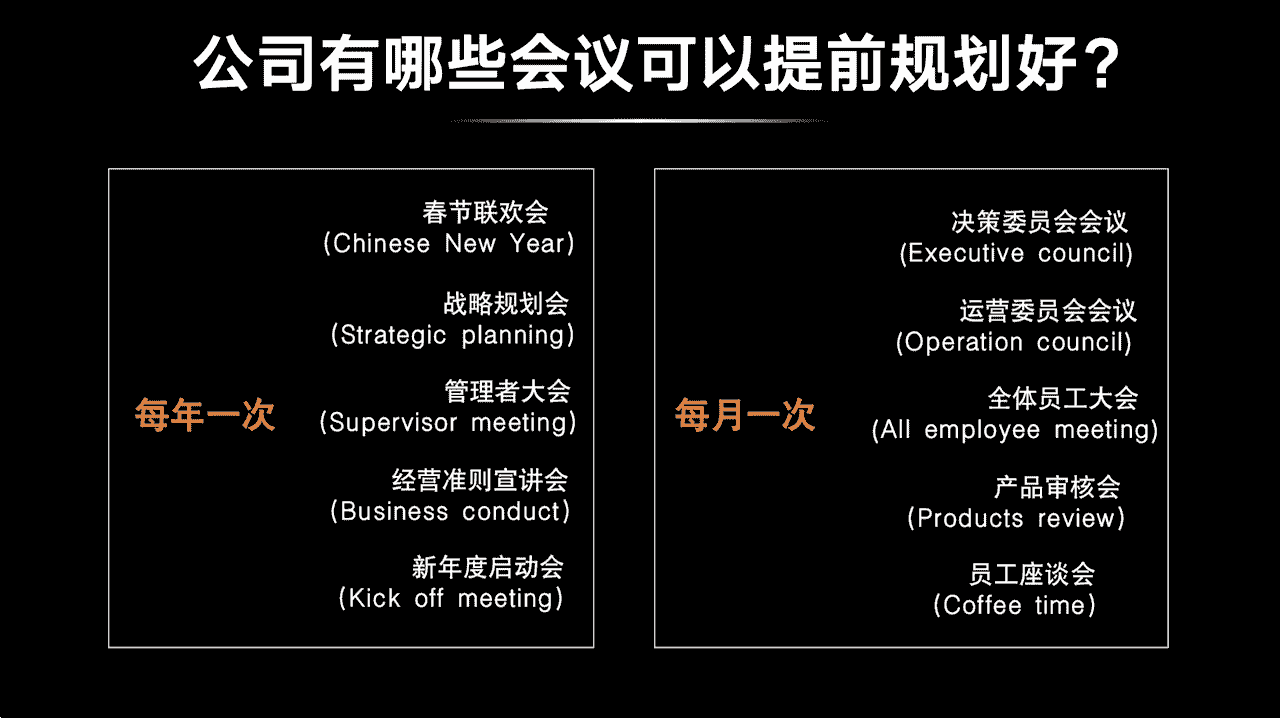 公司有哪些会议可以提前规划好？
每年一次
春节联欢会
(Chinese New Year)
战略规划会
(Strategic planning)
管理者大会
(Supervisor meeting)
经营准则宣讲会
(Business conduct)
新年度启动会
(Kick off meeting)
每月一次
决策委员会会议
(Executive council)
运营委员会会议
(Operation council)
全体员工大会
(All employee meeting)
产品审核会
(Products review)
员工座谈会
(Coffee time)